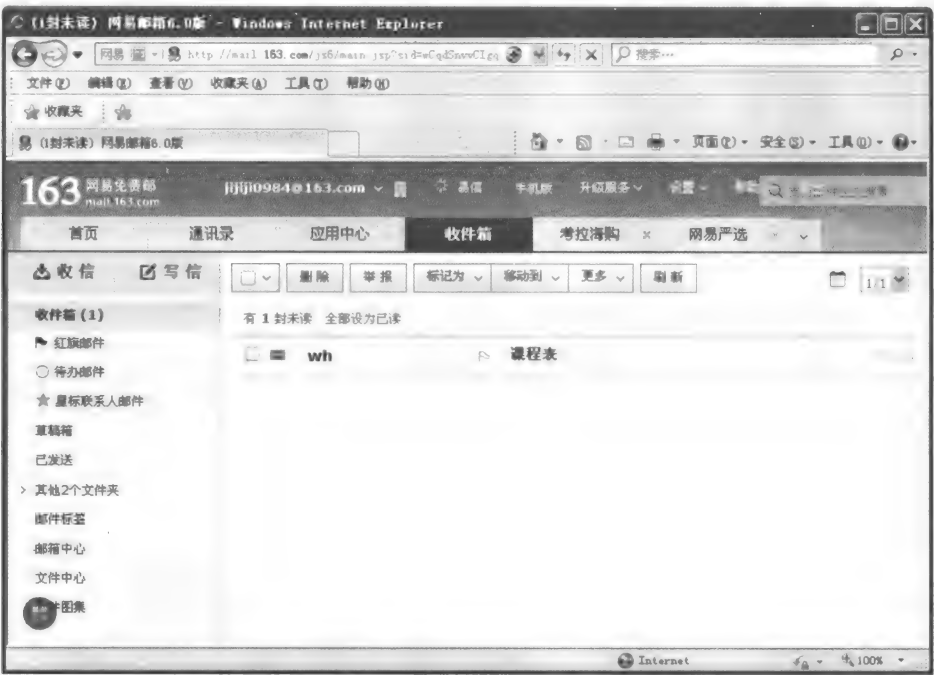 (1封未读) 网易邮箱6.0版 - Windows Internet Explorer
网易 http://mail.163.com/js6/main.jsp?sid= 搜索...
文件(F) 编辑(E) 查看(V) 收藏夹(A) 工具(T) 帮助(H)
收藏夹
(1封未读) 网易邮箱6.0版 页面(P) 安全(S) 工具(O)
163 网易免费邮 mail.163.com jijiji0984@163.com 易信 手机版 升级服务 设置
首页 通讯录 应用中心 收件箱 考拉海购 × 网易严选
收信 写信 删除 举报 标记为 移动到 更多 刷新 1/1
收件箱 (1)
有 1 封未读 全部设为已读
红旗邮件
wh 课程表
待办邮件
星标联系人邮件
草稿箱
已发送
其他2个文件夹
邮件标签
邮箱中心
文件中心
图集
Internet 100%